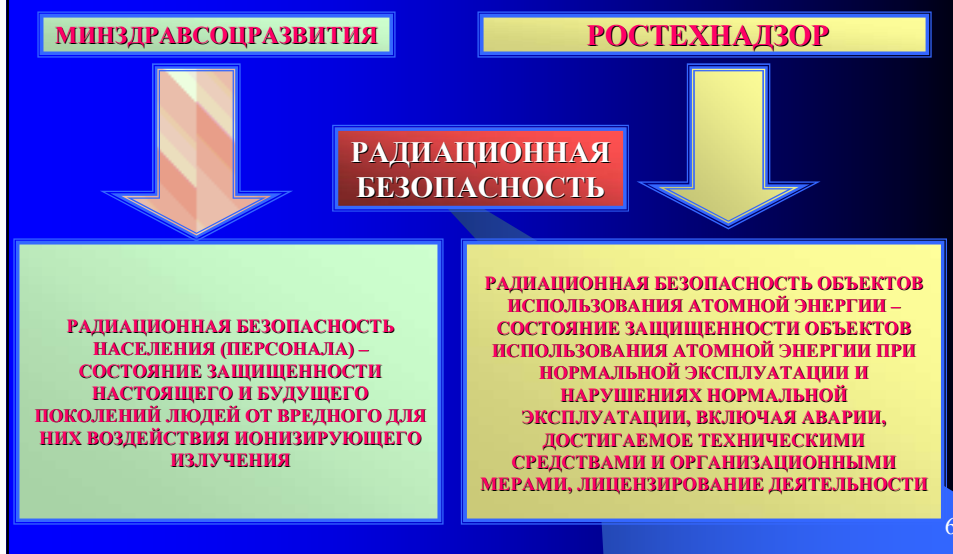 МИНЗДРАВСОЦРАЗВИТИЯ
РОСТЕХНАДЗОР
РАДИАЦИОННАЯ
БЕЗОПАСНОСТЬ
РАДИАЦИОННАЯ БЕЗОПАСНОСТЬ
НАСЕЛЕНИЯ (ПЕРСОНАЛА) –
СОСТОЯНИЕ ЗАЩИЩЕННОСТИ
НАСТОЯЩЕГО И БУДУЩЕГО
ПОКОЛЕНИЙ ЛЮДЕЙ ОТ ВРЕДНОГО ДЛЯ
НИХ ВОЗДЕЙСТВИЯ ИОНИЗИРУЮЩЕГО
ИЗЛУЧЕНИЯ
РАДИАЦИОННАЯ БЕЗОПАСНОСТЬ ОБЪЕКТОВ
ИСПОЛЬЗОВАНИЯ АТОМНОЙ ЭНЕРГИИ –
СОСТОЯНИЕ ЗАЩИЩЕННОСТИ ОБЪЕКТОВ
ИСПОЛЬЗОВАНИЯ АТОМНОЙ ЭНЕРГИИ ПРИ
НОРМАЛЬНОЙ ЭКСПЛУАТАЦИИ И
НАРУШЕНИЯХ НОРМАЛЬНОЙ
ЭКСПЛУАТАЦИИ, ВКЛЮЧАЯ АВАРИИ,
ДОСТИГАЕМОЕ ТЕХНИЧЕСКИМИ
СРЕДСТВАМИ И ОРГАНИЗАЦИОННЫМИ
МЕРАМИ, ЛИЦЕНЗИРОВАНИЕ ДЕЯТЕЛЬНОСТИ
6